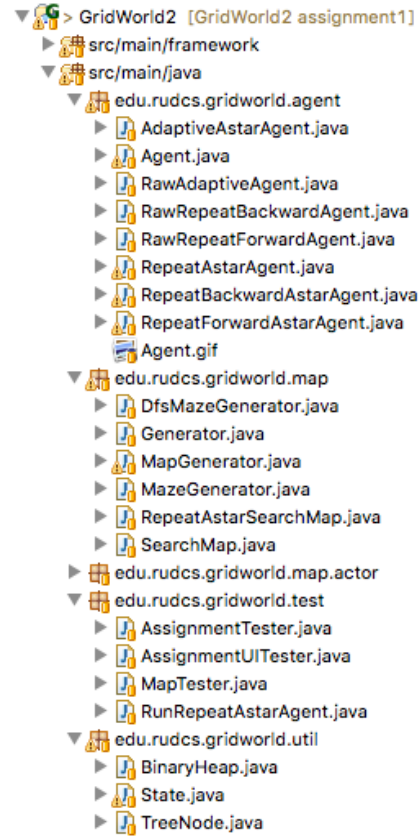 > GridWorld2 [GridWorld2 assignment1]
src/main/framework
src/main/java
edu.rudcs.gridworld.agent
AdaptiveAstarAgent.java
Agent.java
RawAdaptiveAgent.java
RawRepeatBackwardAgent.java
RawRepeatForwardAgent.java
RepeatAstarAgent.java
RepeatBackwardAstarAgent.java
RepeatForwardAstarAgent.java
Agent.gif
edu.rudcs.gridworld.map
DfsMazeGenerator.java
Generator.java
MapGenerator.java
MazeGenerator.java
RepeatAstarSearchMap.java
SearchMap.java
edu.rudcs.gridworld.map.actor
edu.rudcs.gridworld.test
AssignmentTester.java
AssignmentUITester.java
MapTester.java
RunRepeatAstarAgent.java
edu.rudcs.gridworld.util
BinaryHeap.java
State.java
TreeNode.java